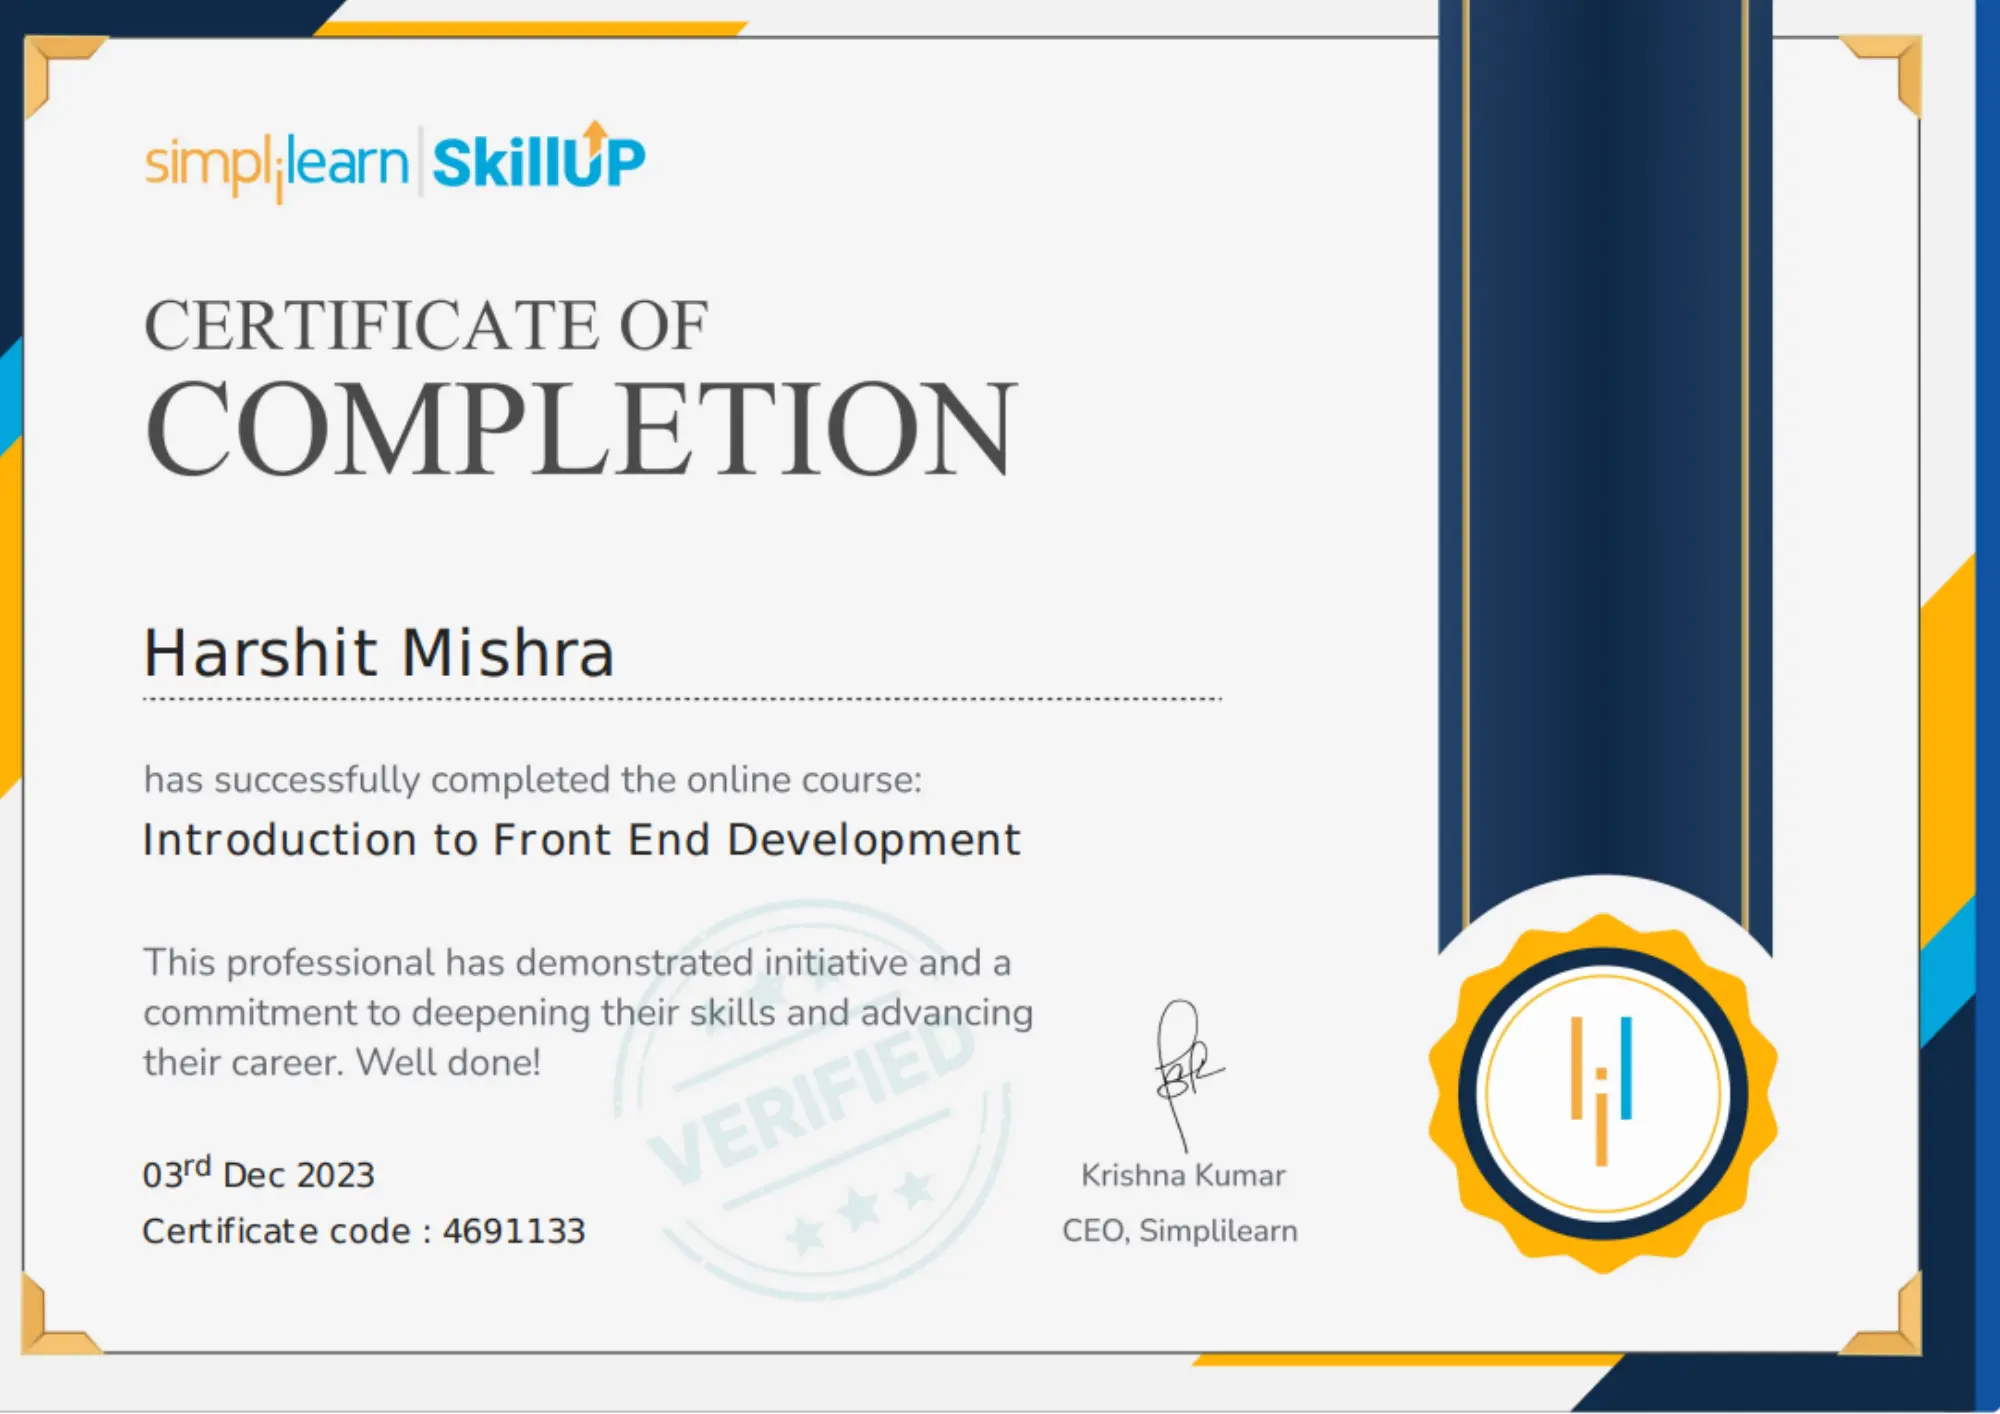 simplilearn | SkillUP
CERTIFICATE OF
COMPLETION
Harshit Mishra
has successfully completed the online course:
Introduction to Front End Development
This professional has demonstrated initiative and a
commitment to deepening their skills and advancing
their career. Well done!
VERIFIED
03rd Dec 2023
Certificate code : 4691133
Krishna Kumar
CEO, Simplilearn